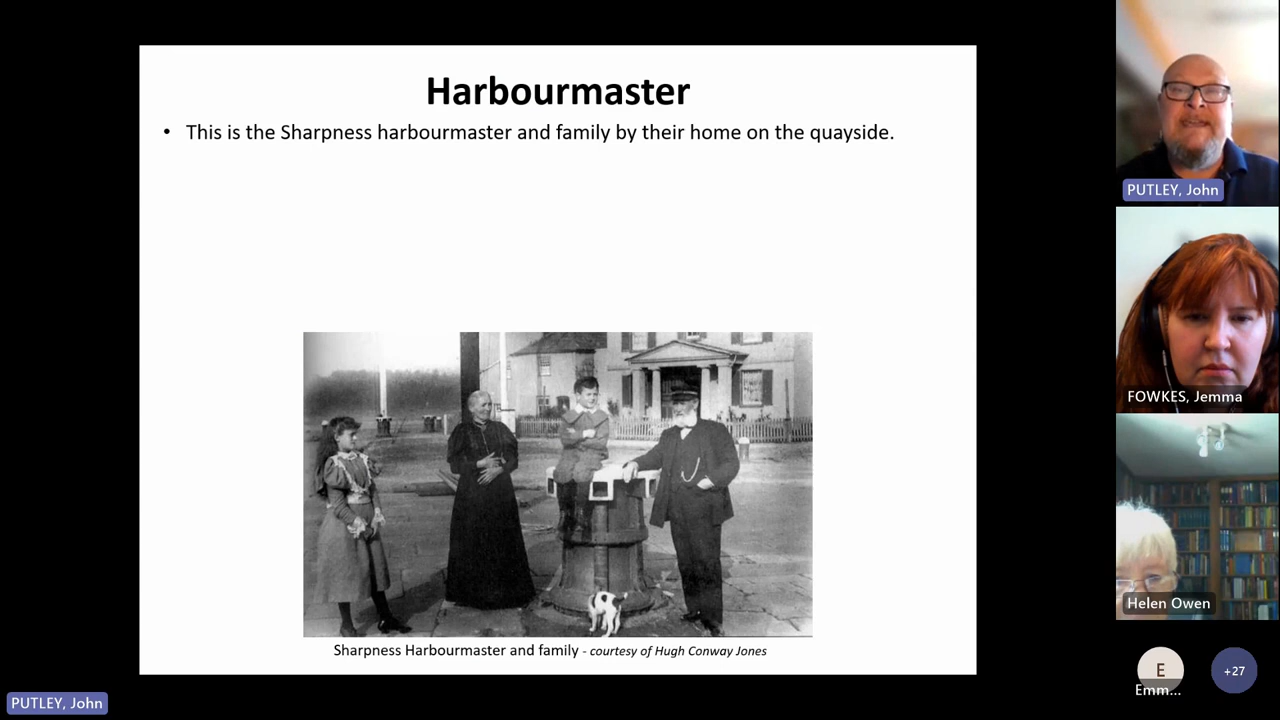 Harbourmaster
• This is the Sharpness harbourmaster and family by their home on the quayside.
Sharpness Harbourmaster and family - courtesy of Hugh Conway Jones
PUTLEY, John
FOWKES, Jemma
Helen Owen
E
Emm...
+27
PUTLEY, John